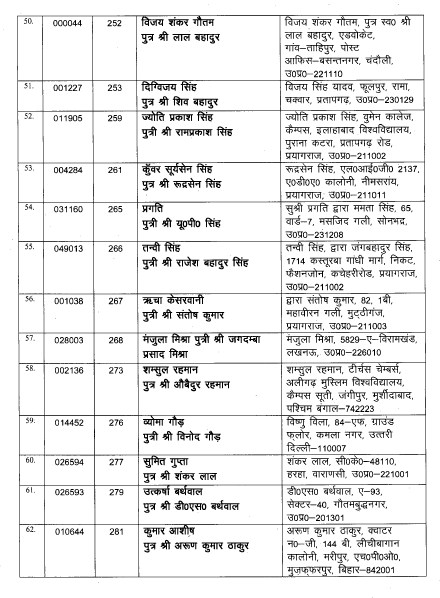 50. 000044 252 विजय शंकर गौतम
पुत्र श्री लाल बहादुर
विजय शंकर गौतम, पुत्र स्व0 श्री
लाल बहादुर, एडवोकेट,
गांव-ताहिपुर, पोस्ट
आफिस-बसन्तनगर, चंदौली,
उ0प्र0-221110
51. 001227 253 दिग्विजय सिंह
पुत्र श्री शिव बहादुर
विजय सिंह यादव, फूलपुर, रामा,
चक्वार, प्रतापगढ़, उ0प्र0-230129
52. 011905 259 ज्योति प्रकाश सिंह
पुत्री श्री रामप्रकाश सिंह
ज्योति प्रकाश सिंह, वुमेन कालेज,
कैम्पस, इलाहाबाद विश्वविद्यालय,
पुराना कटरा, प्रतापगढ़ रोड,
प्रयागराज, उ0प्र0-211002
53. 004284 261 कुँवर सूर्यसेन सिंह
पुत्र श्री रूद्रसेन सिंह
रूद्रसेन सिंह, एल0आई0जी0 2137,
ए0डी0ए0 कालोनी, नीमसरांय,
प्रयागराज, उ0प्र0-211011
54. 031160 265 प्रगति
पुत्री श्री यू0पी0 सिंह
सुश्री प्रगति द्वारा ममता सिंह, 65,
वार्ड-7, मसजिद गली, सोनभद्र,
उ0प्र0-231208
55. 049013 266 तन्वी सिंह
पुत्री श्री राजेश बहादुर सिंह
तन्वी सिंह, द्वारा जंगबहादुर सिंह,
1714 कस्तूरबा गांधी मार्ग, निकट,
फैशनजोन, कचेहरीरोड, प्रयागराज,
उ0प्र0-211002
56. 001038 267 ऋचा केसरवानी
पुत्री श्री संतोष कुमार
द्वारा संतोष कुमार, 82, 1बी,
महावीरन गली, मुट्ठीगंज,
प्रयागराज, उ0प्र0-211003
57. 028003 268 मंजुला मिश्रा पुत्री श्री जगदम्बा
प्रसाद मिश्रा
मंजुला मिश्रा, 5829-ए-विरामखंड,
लखनऊ, उ0प्र0-226010
58. 002136 273 शम्सुल रहमान
पुत्र श्री औबैदुर रहमान
शम्सुल रहमान, टीर्चस चेम्बर्स,
अलीगढ़ मुस्लिम विश्वविद्यालय,
कैम्पस सूती, जंगीपुर, मुर्शीदाबाद,
पश्चिम बंगाल-742223
59. 014452 276 व्योमा गौड़
पुत्री श्री विनोद गौड़
विष्णु विला, 84-एफ, ग्राउंड
फ्लोर, कमला नगर, उत्तरी
दिल्ली-110007
60. 026594 277 सुमित गुप्ता
पुत्र श्री शंकर लाल
शंकर लाल, सी0के0-48110,
हरहा, वाराणसी, उ0प्र0-221001
61. 026593 279 उत्कर्षा बर्थवाल
पुत्र श्री डी0एस0 बर्थवाल
डी0एस0 बर्थवाल, ए-93,
सेक्टर-40, गौतमबुद्धनगर,
उ0प्र0-201301
62. 010644 281 कुमार आशीष
पुत्र श्री अरूण कुमार ठाकुर
अरूण कुमार ठाकुर, क्वाटर
न0-जी, 144 बी, लीचीबागान
कालोनी, मरीपुर, एच0पी0ओ0,
मुज़फ्फरपुर, बिहार-842001